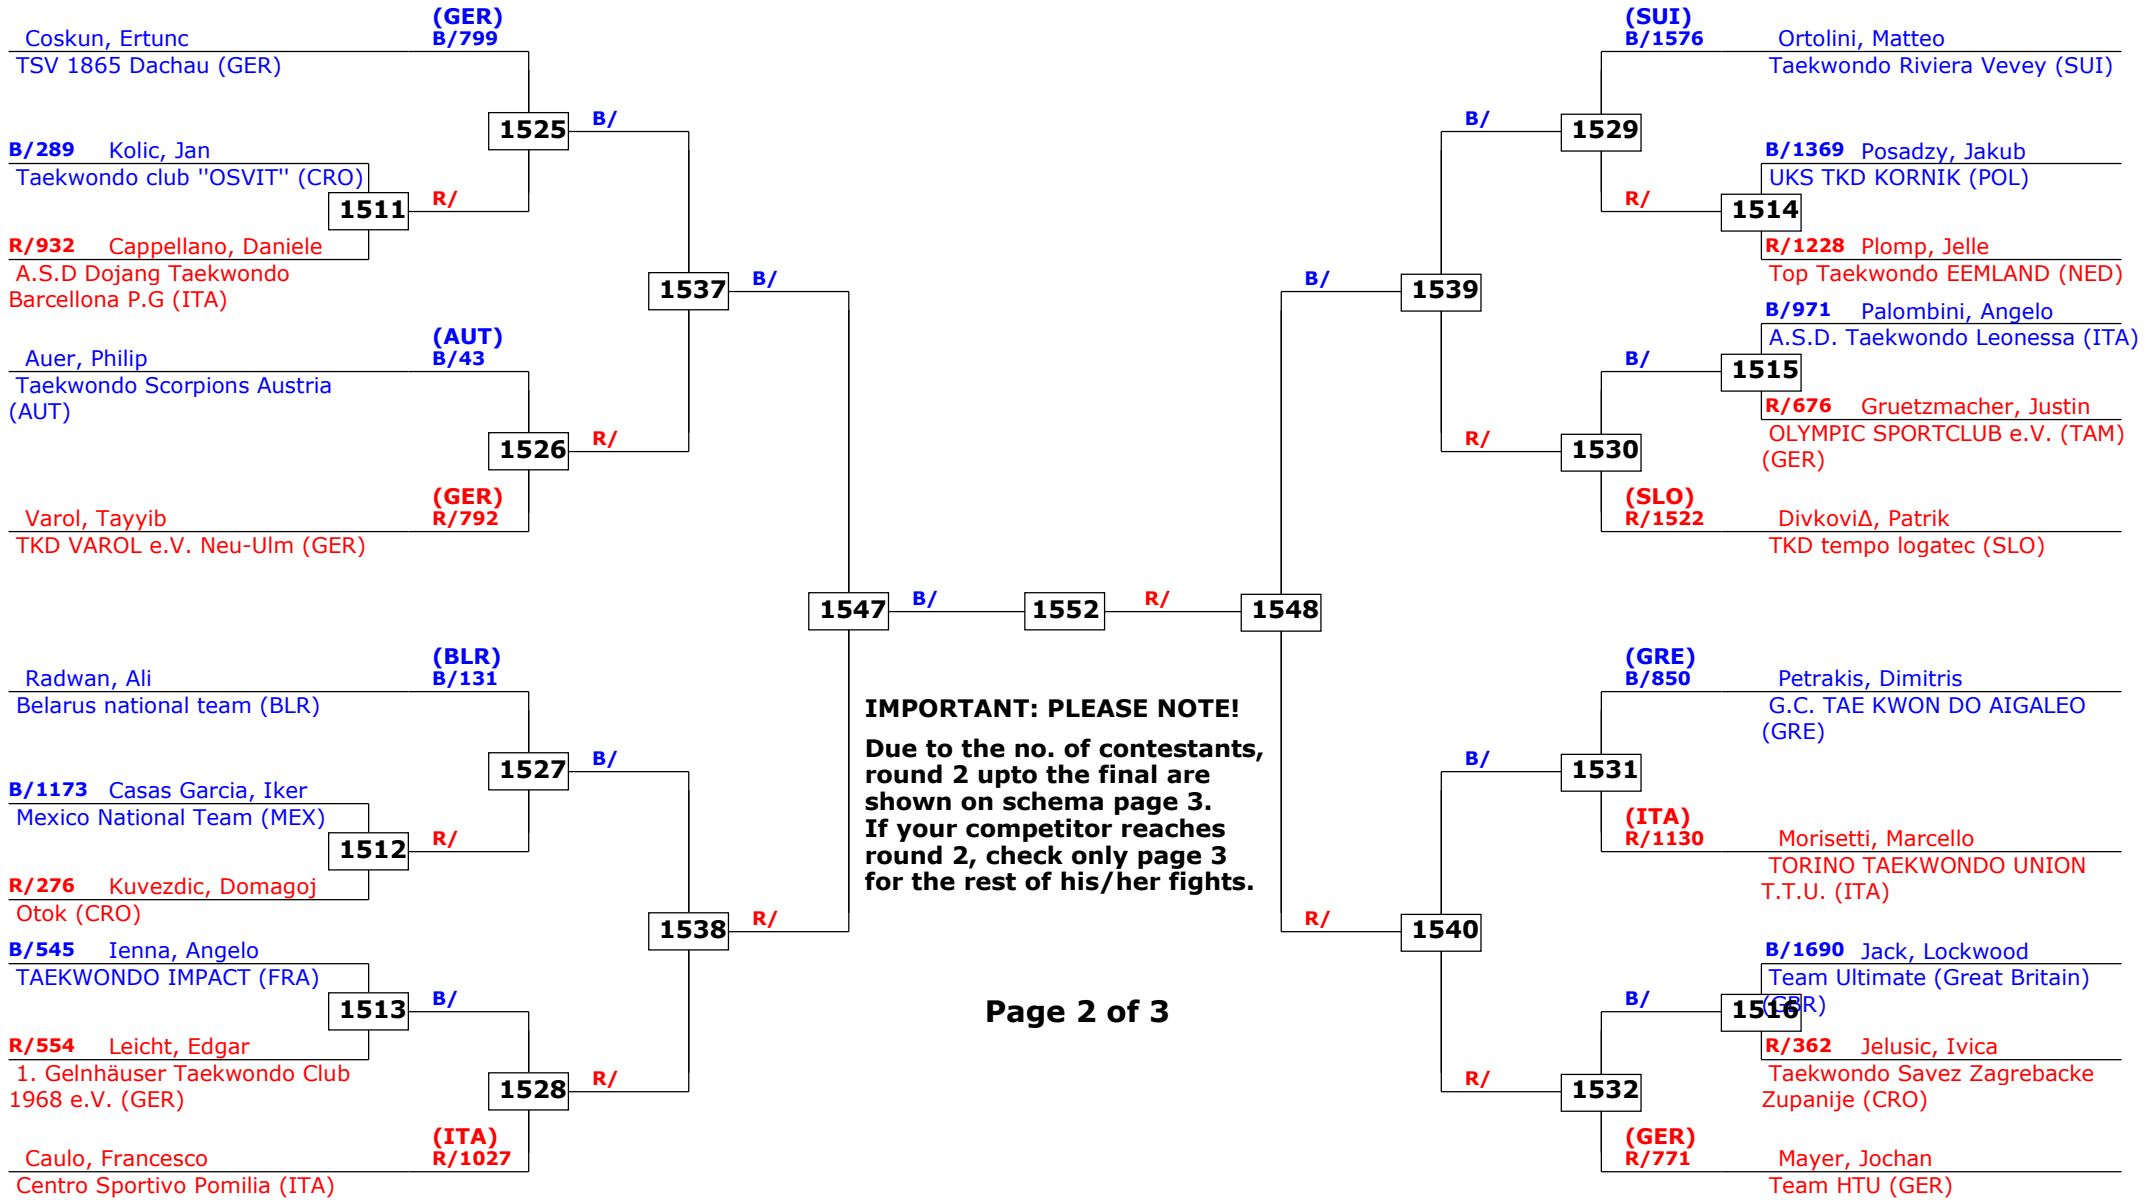 (GER)
Coskun, Ertunc B/799
TSV 1865 Dachau (GER)
1525 B/
B/289 Kolic, Jan
Taekwondo club "OSVIT" (CRO)
1511 R/
R/932 Cappellano, Daniele
A.S.D Dojang Taekwondo
Barcellona P.G (ITA)
1537 B/
(AUT)
Auer, Philip B/43
Taekwondo Scorpions Austria
(AUT)
1526 R/
(GER)
Varol, Tayyib R/792
TKD VAROL e.V. Neu-Ulm (GER)
1547 B/ 1552 R/ 1548
(BLR)
Radwan, Ali B/131
Belarus national team (BLR)
1527 B/
B/1173 Casas Garcia, Iker
Mexico National Team (MEX)
1512 R/
R/276 Kuvezdic, Domagoj
Otok (CRO)
1538 R/
B/545 Ienna, Angelo
TAEKWONDO IMPACT (FRA)
1513 B/
R/554 Leicht, Edgar
1. Gelnhäuser Taekwondo Club
1968 e.V. (GER)
1528 R/
(ITA)
Caulo, Francesco R/1027
Centro Sportivo Pomilia (ITA)
IMPORTANT: PLEASE NOTE!
Due to the no. of contestants,
round 2 upto the final are
shown on schema page 3.
If your competitor reaches
round 2, check only page 3
for the rest of his/her fights.
Page 2 of 3
(SUI)
B/1576 Ortolini, Matteo
Taekwondo Riviera Vevey (SUI)
B/ 1529
B/1369 Posadzy, Jakub
UKS TKD KORNIK (POL)
R/ 1514
R/1228 Plomp, Jelle
Top Taekwondo EEMLAND (NED)
B/ 1539
B/971 Palombini, Angelo
A.S.D. Taekwondo Leonessa (ITA)
B/ 1515
R/676 Gruetzmacher, Justin
OLYMPIC SPORTCLUB e.V. (TAM)
(GER)
R/ 1530
(SLO)
R/1522 Divkovi∆, Patrik
TKD tempo logatec (SLO)
(GRE)
B/850 Petrakis, Dimitris
G.C. TAE KWON DO AIGALEO
(GRE)
B/ 1531
(ITA)
R/1130 Morisetti, Marcello
TORINO TAEKWONDO UNION
T.T.U. (ITA)
R/ 1540
B/1690 Jack, Lockwood
Team Ultimate (Great Britain)
(GBR)
B/ 1516
R/362 Jelusic, Ivica
Taekwondo Savez Zagrebacke
Zupanije (CRO)
R/ 1532
(GER)
R/771 Mayer, Jochan
Team HTU (GER)